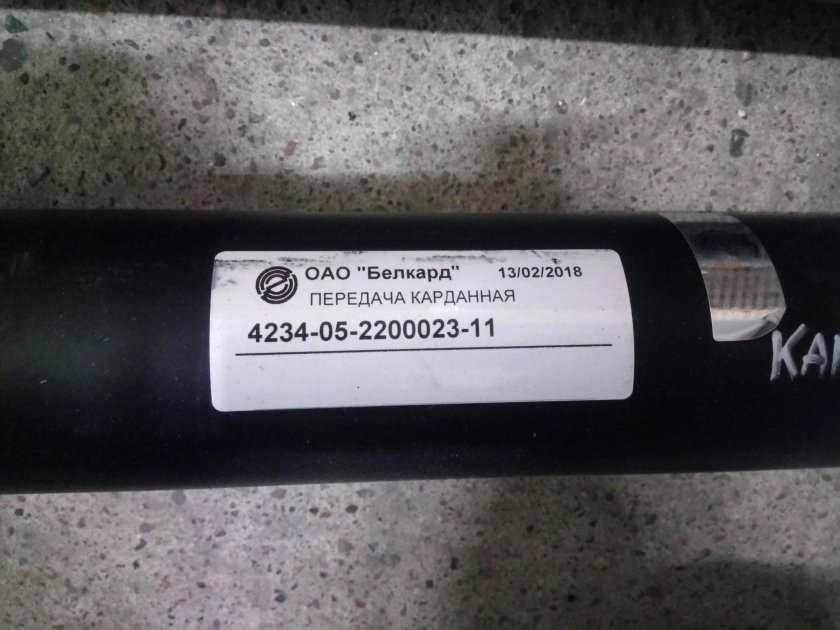 ОАО "Белкард" 13/02/2018
ПЕРЕДАЧА КАРДАННАЯ
4234-05-2200023-11